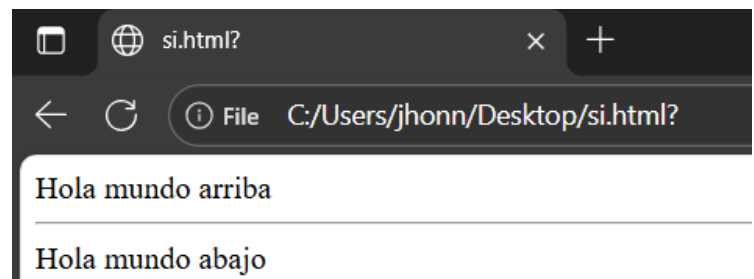 si.html?
File C:/Users/jhonn/Desktop/si.html?
Hola mundo arriba
Hola mundo abajo